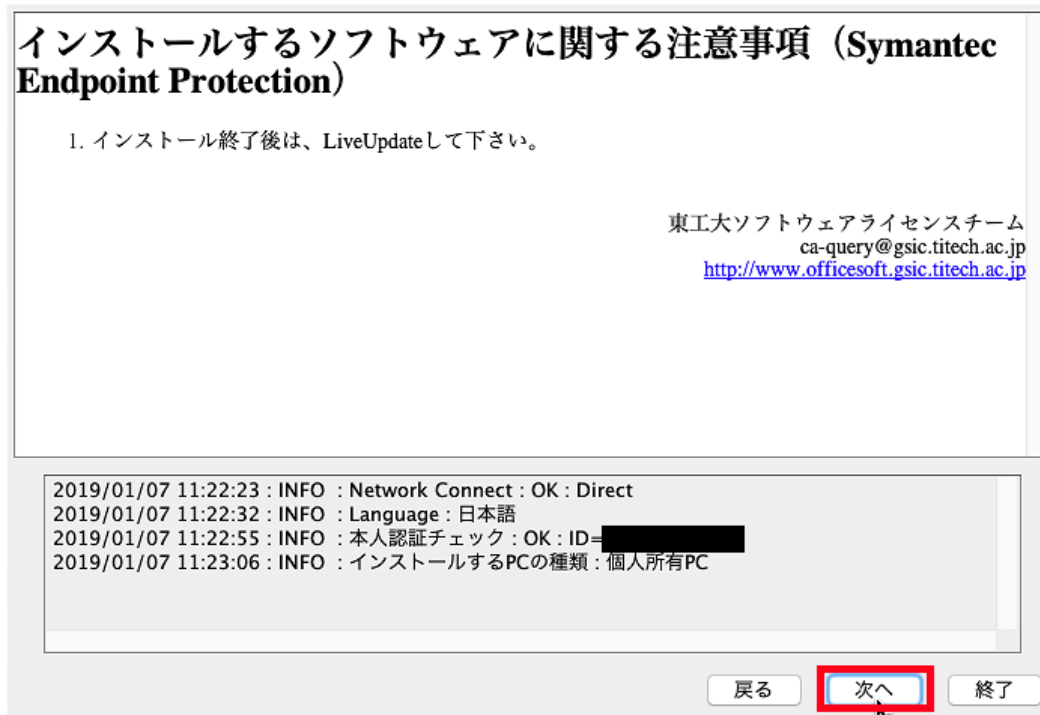 インストールするソフトウェアに関する注意事項（Symantec
Endpoint Protection）
1. インストール終了後は、LiveUpdateして下さい。
東工大ソフトウェアライセンスチーム
ca-query@gsic.titech.ac.jp
http://www.officesoft.gsic.titech.ac.jp
2019/01/07 11:22:23 : INFO : Network Connect : OK : Direct
2019/01/07 11:22:32 : INFO : Language : 日本語
2019/01/07 11:22:55 : INFO : 本人認証チェック : OK : ID=
2019/01/07 11:23:06 : INFO : インストールするPCの種類 : 個人所有PC
戻る 次へ 終了